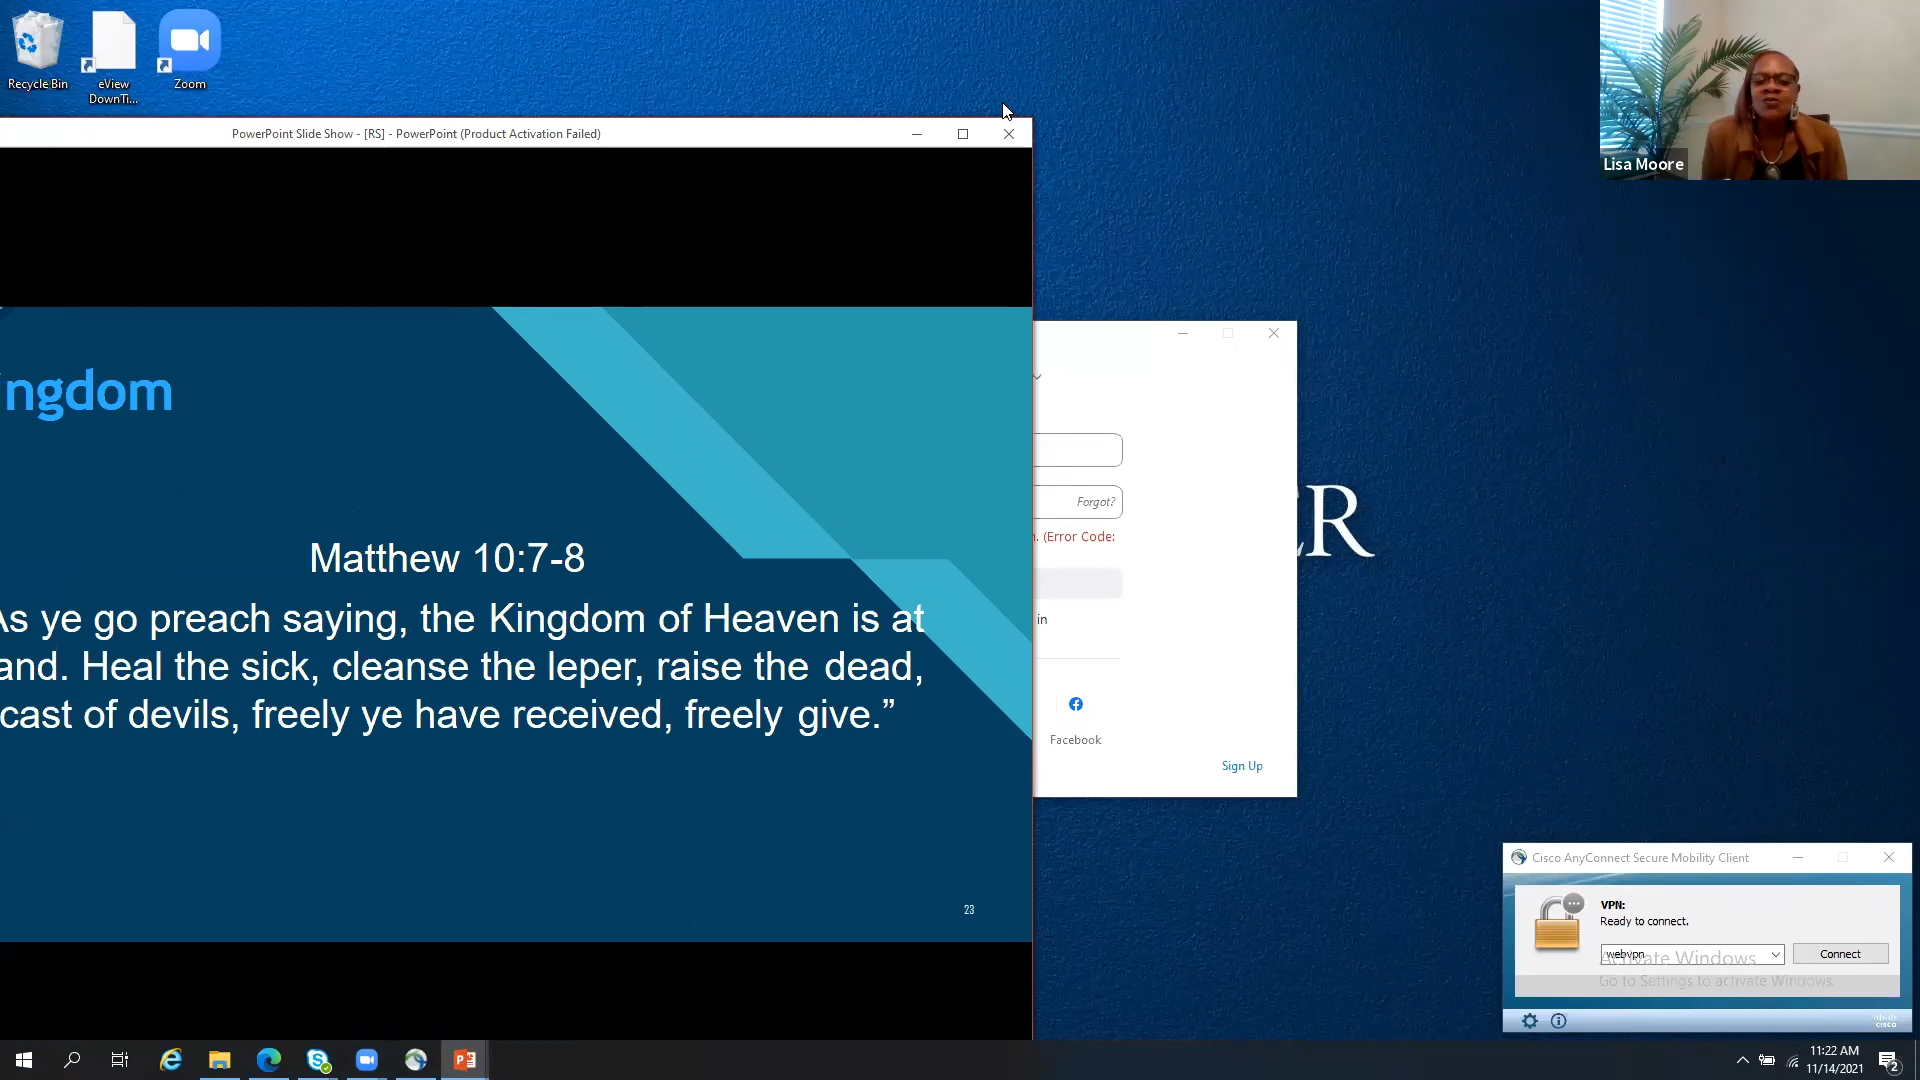 Recycle Bin
eView
DownTi...
Zoom
Lisa Moore
PowerPoint Slide Show - [RS] - PowerPoint (Product Activation Failed)
ngdom
Matthew 10:7-8
As ye go preach saying, the Kingdom of Heaven is at
and. Heal the sick, cleanse the leper, raise the dead,
cast of devils, freely ye have received, freely give.”
23
Forgot?
. (Error Code:
in
Facebook
Sign Up
ER
Cisco AnyConnect Secure Mobility Client
VPN:
Ready to connect.
webvpn
Connect
Activate Windows
Go to Settings to activate Windows.
cisco
11:22 AM
11/14/2021
2